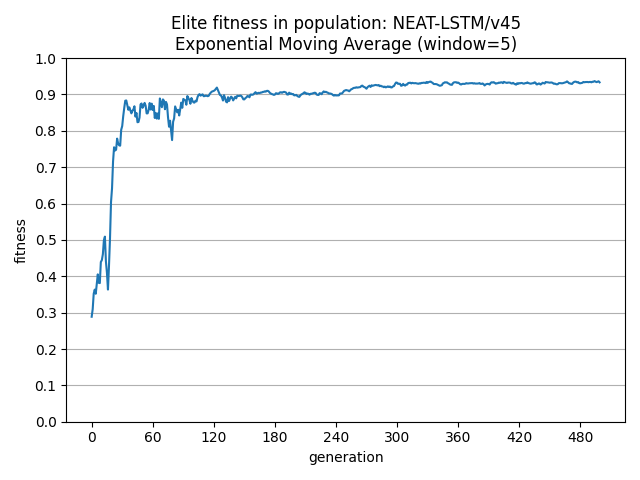 Elite fitness in population: NEAT-LSTM/v45
Exponential Moving Average (window=5)
fitness
1.0
0.9
0.8
0.7
0.6
0.5
0.4
0.3
0.2
0.1
0.0
0 60 120 180 240 300 360 420 480
generation